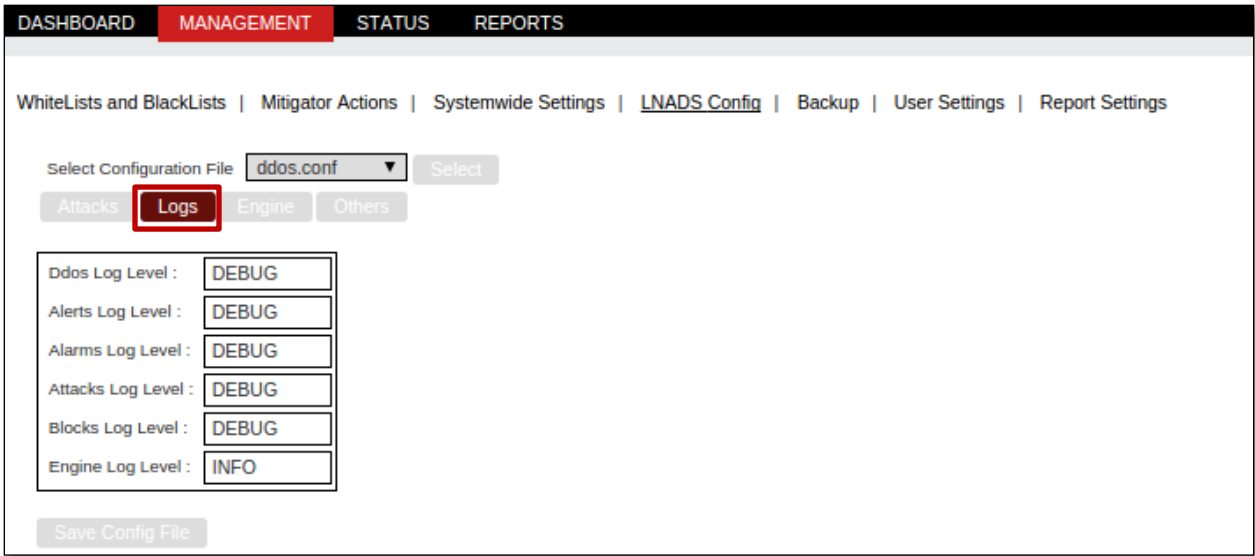 DASHBOARD MANAGEMENT STATUS REPORTS
WhiteLists and BlackLists | Mitigator Actions | Systemwide Settings | LNADS Config | Backup | User Settings | Report Settings
Select Configuration File ddos.conf ▼ Select
Attacks Logs Engine Others
Ddos Log Level : DEBUG
Alerts Log Level : DEBUG
Alarms Log Level : DEBUG
Attacks Log Level : DEBUG
Blocks Log Level : DEBUG
Engine Log Level : INFO
Save Config File